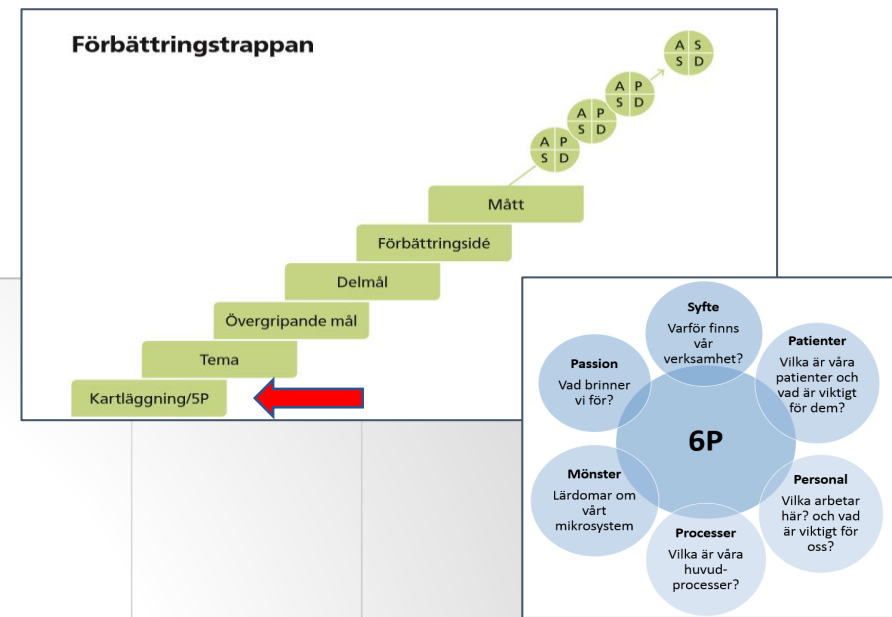 Förbättringstrappan
A S
S D
A P
S D
A P
S D
A P
S D
Mått
Förbättringsidé
Delmål
Övergripande mål
Tema
Kartläggning/5P
Syfte
Varför finns
vår
verksamhet?
Patienter
Vilka är våra
patienter och
vad är viktigt
för dem?
Passion
Vad brinner
vi för?
6P
Mönster
Lärdomar om
vårt
mikrosystem
Personal
Vilka arbetar
här? och vad
är viktigt för
oss?
Processer
Vilka är våra
huvud-
processer?